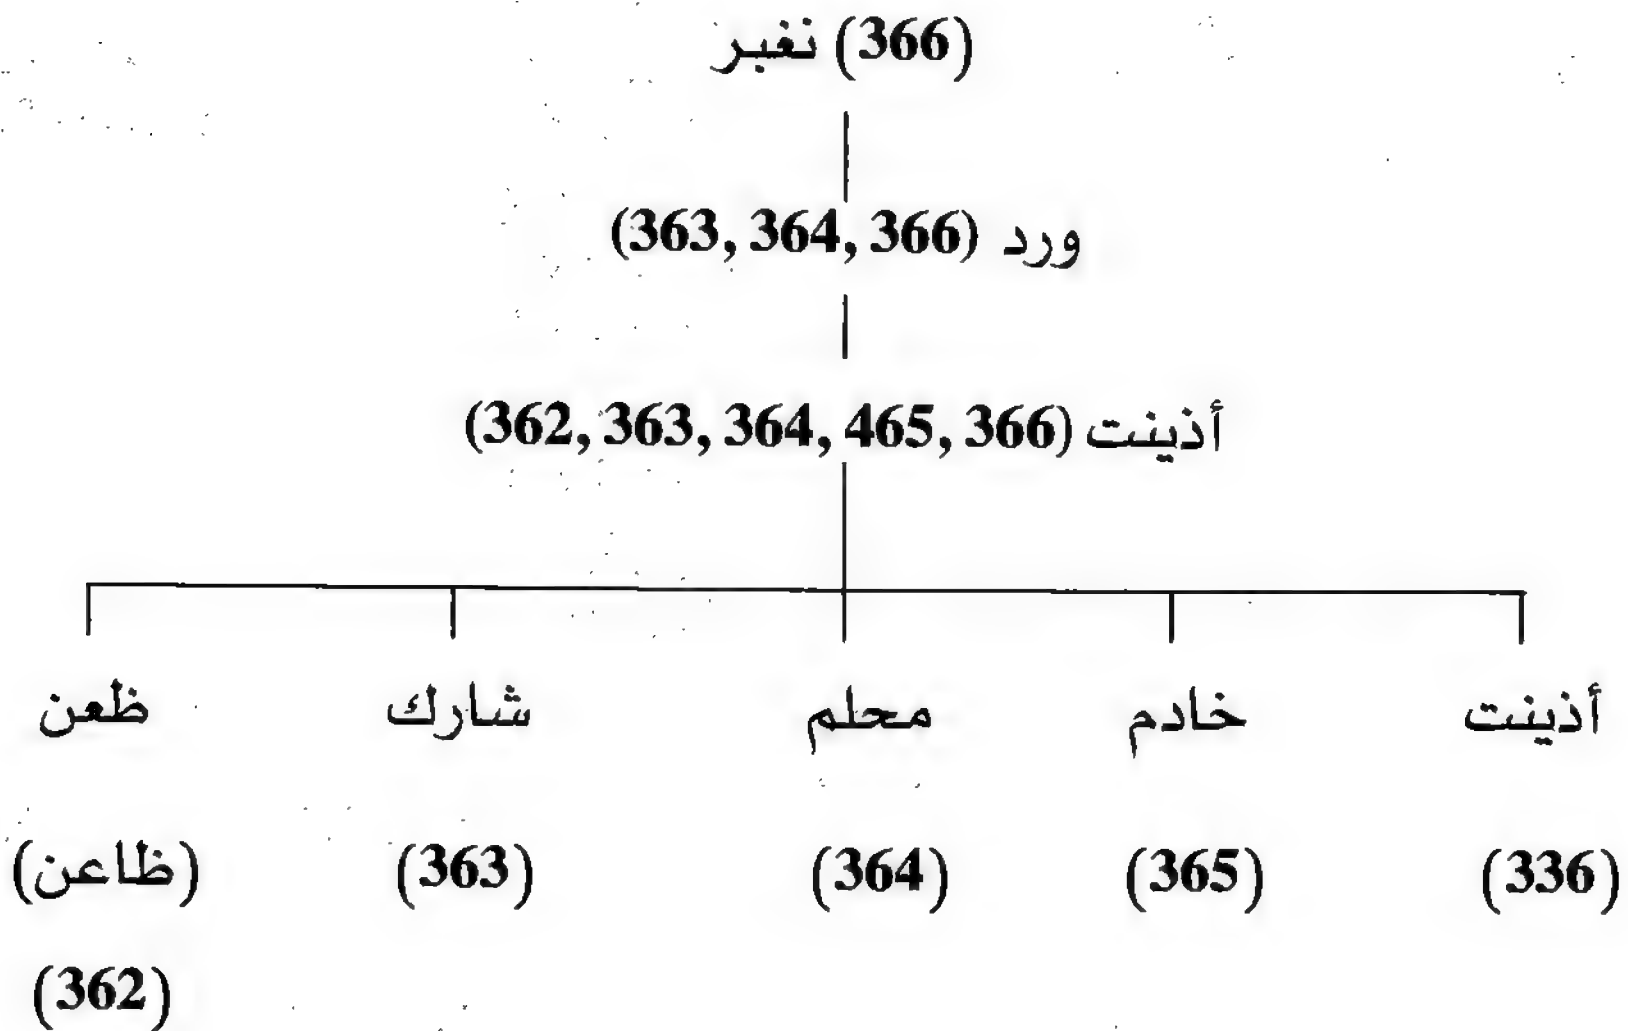 (366) نغبر
ورد (363, 364, 366)
أذينت (362, 363, 364, 465, 366)
أذينت خادم محلم شارك ظعن
(336) (365) (364) (363) (ظاعن)
(362)